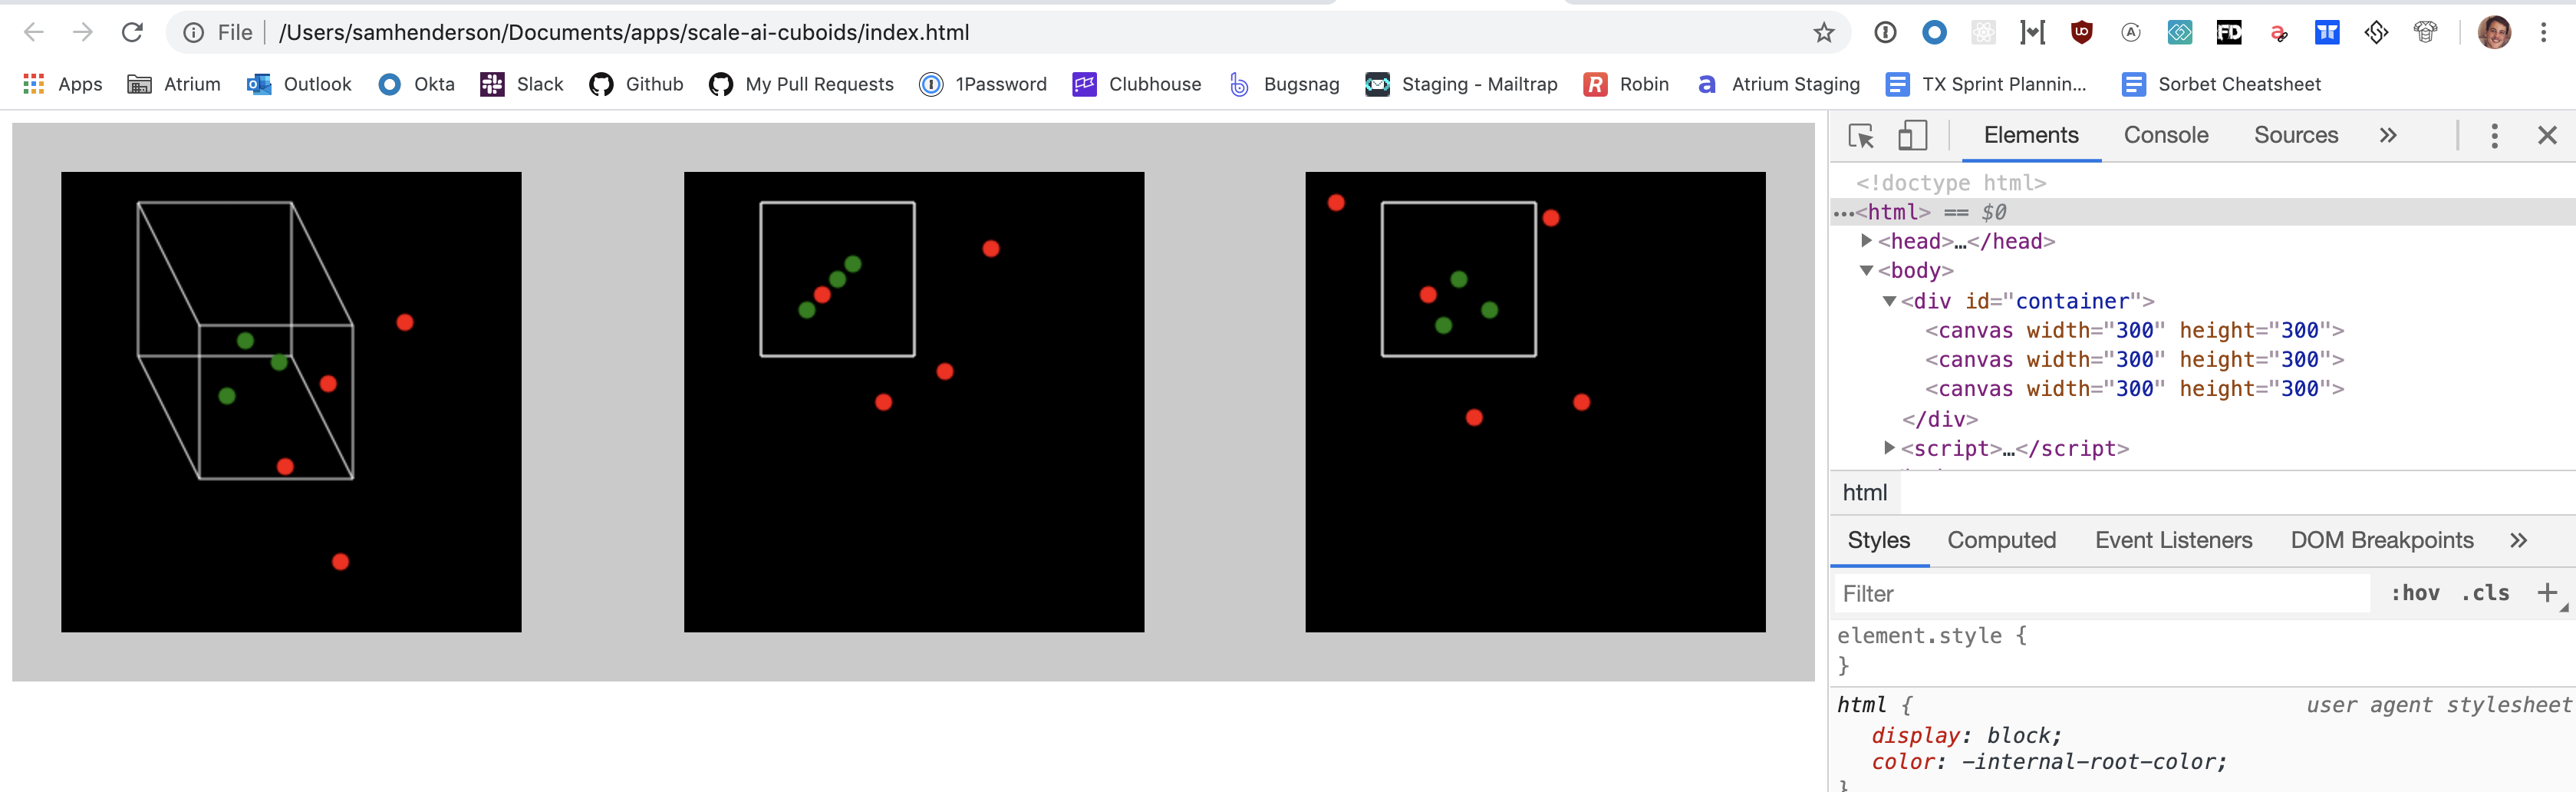 File /Users/samhenderson/Documents/apps/scale-ai-cuboids/index.html
Apps Atrium Outlook Okta Slack Github My Pull Requests 1Password Clubhouse Bugsnag Staging - Mailtrap Robin Atrium Staging TX Sprint Plannin... Sorbet Cheatsheet
Elements Console Sources »
<!doctype html>
…<html> == $0
<head>…</head>
<body>
<div id="container">
<canvas width="300" height="300">
<canvas width="300" height="300">
<canvas width="300" height="300">
</div>
<script>…</script>
html
Styles Computed Event Listeners DOM Breakpoints »
Filter :hov .cls +
element.style {
}
html { user agent stylesheet
display: block;
color: -internal-root-color;
}